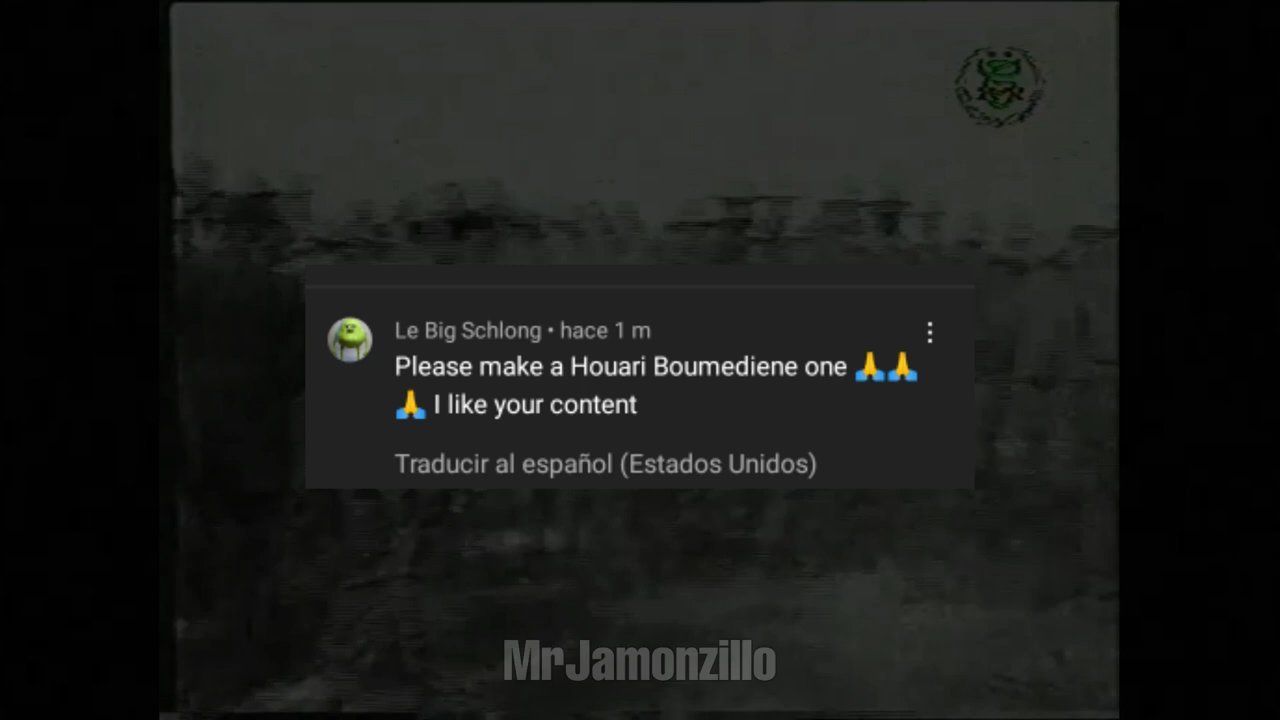 Le Big Schlong • hace 1 m
Please make a Houari Boumediene one 🙏🙏
🙏 I like your content
Traducir al español (Estados Unidos)
MrJamonzillo